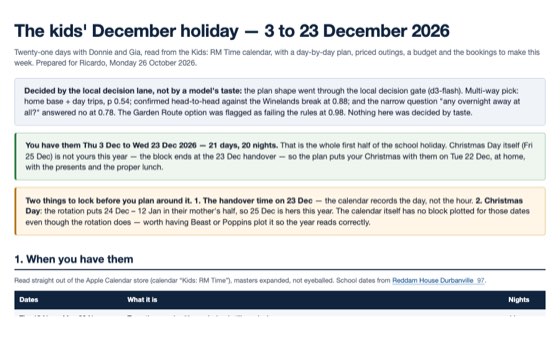 The kids' December holiday — 3 to 23 December 2026
Twenty-one days with Donnie and Gia, read from the Kids: RM Time calendar, with a day-by-day plan, priced outings, a budget and the bookings to make this
week. Prepared for Ricardo, Monday 26 October 2026.
Decided by the local decision lane, not by a model's taste: the plan shape went through the local decision gate (d3-flash). Multi-way pick:
home base + day trips, p 0.54; confirmed head-to-head against the Winelands break at 0.88; and the narrow question "any overnight away at
all?" answered no at 0.78. The Garden Route option was flagged as failing the rules at 0.98. Nothing here was decided by taste.
You have them Thu 3 Dec to Wed 23 Dec 2026 — 21 days, 20 nights. That is the whole first half of the school holiday. Christmas Day itself (Fri
25 Dec) is not yours this year — the block ends at the 23 Dec handover — so the plan puts your Christmas with them on Tue 22 Dec, at home,
with the presents and the proper lunch.
Two things to lock before you plan around it. 1. The handover time on 23 Dec — the calendar records the day, not the hour. 2. Christmas
Day: the rotation puts 24 Dec – 12 Jan in their mother's half, so 25 Dec is hers this year. The calendar itself has no block plotted for those dates
even though the rotation does — worth having Beast or Poppins plot it so the year reads correctly.
1. When you have them
Read straight out of the Apple Calendar store (calendar "Kids: RM Time"), masters expanded, not eyeballed. School dates from Reddam House Durbanville 97.
Dates What it is Nights